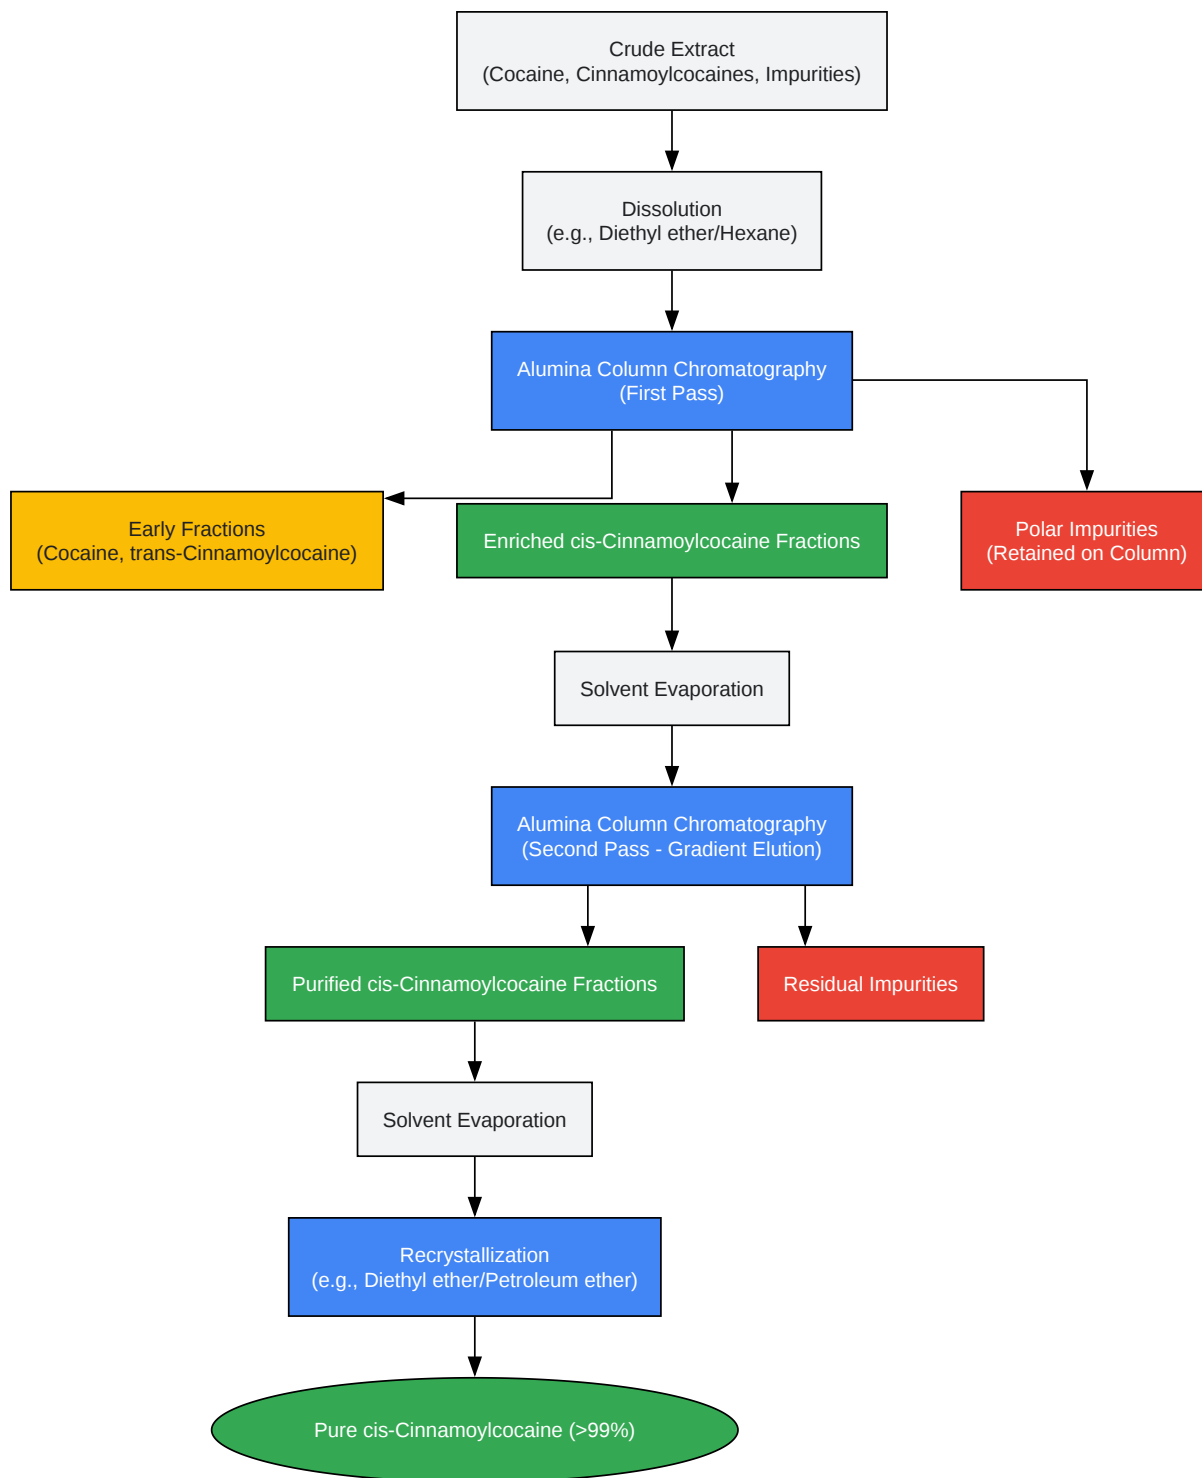 Crude Extract
(Cocaine, Cinnamoylcocaines, Impurities)
Dissolution
(e.g., Diethyl ether/Hexane)
Alumina Column Chromatography
(First Pass)
Early Fractions
(Cocaine, trans-Cinnamoylcocaine)
Enriched cis-Cinnamoylcocaine Fractions
Polar Impurities
(Retained on Column)
Solvent Evaporation
Alumina Column Chromatography
(Second Pass - Gradient Elution)
Purified cis-Cinnamoylcocaine Fractions
Residual Impurities
Solvent Evaporation
Recrystallization
(e.g., Diethyl ether/Petroleum ether)
Pure cis-Cinnamoylcocaine (>99%)